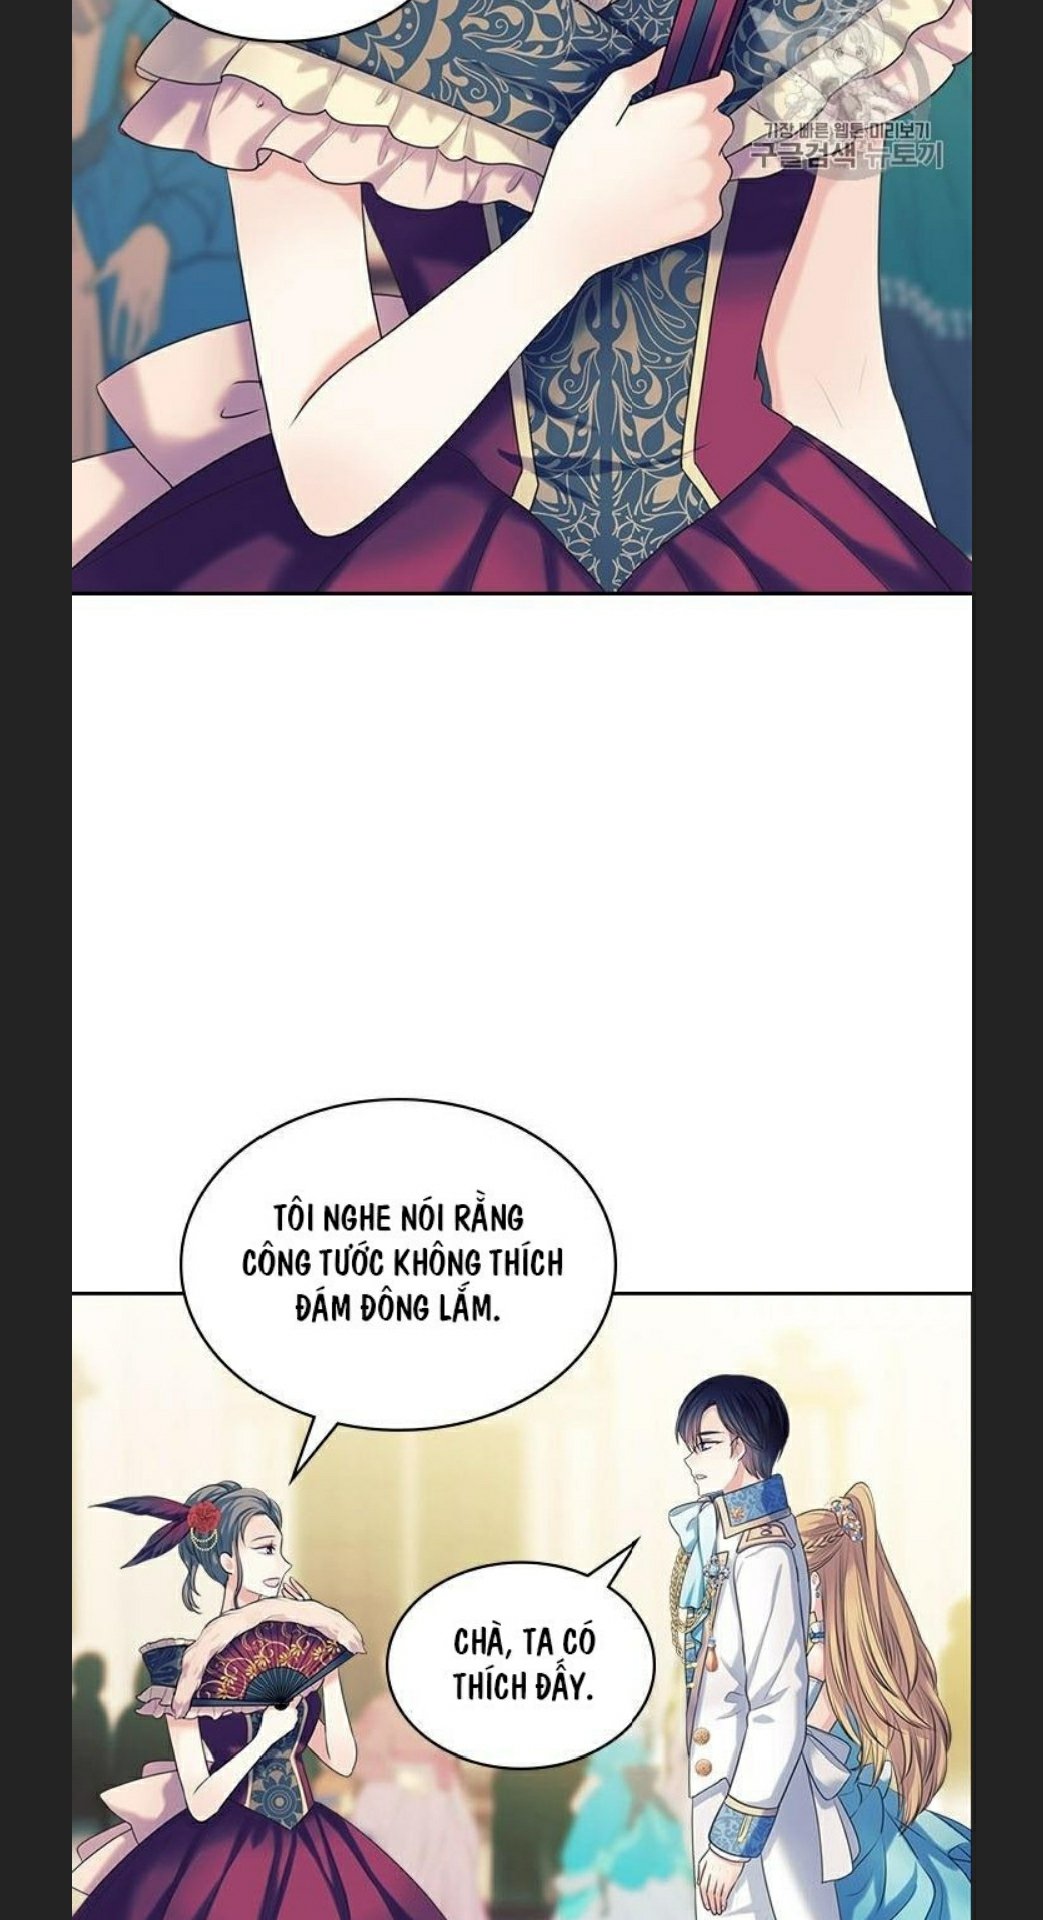 가장 빠른 웹툰 미리보기
구글검색 뉴토끼
TÔI NGHE NÓI RẰNG
CÔNG TƯỚC KHÔNG THÍCH
ĐÁM ĐÔNG LẮM.
CHÀ, TA CÓ
THÍCH ĐẤY.